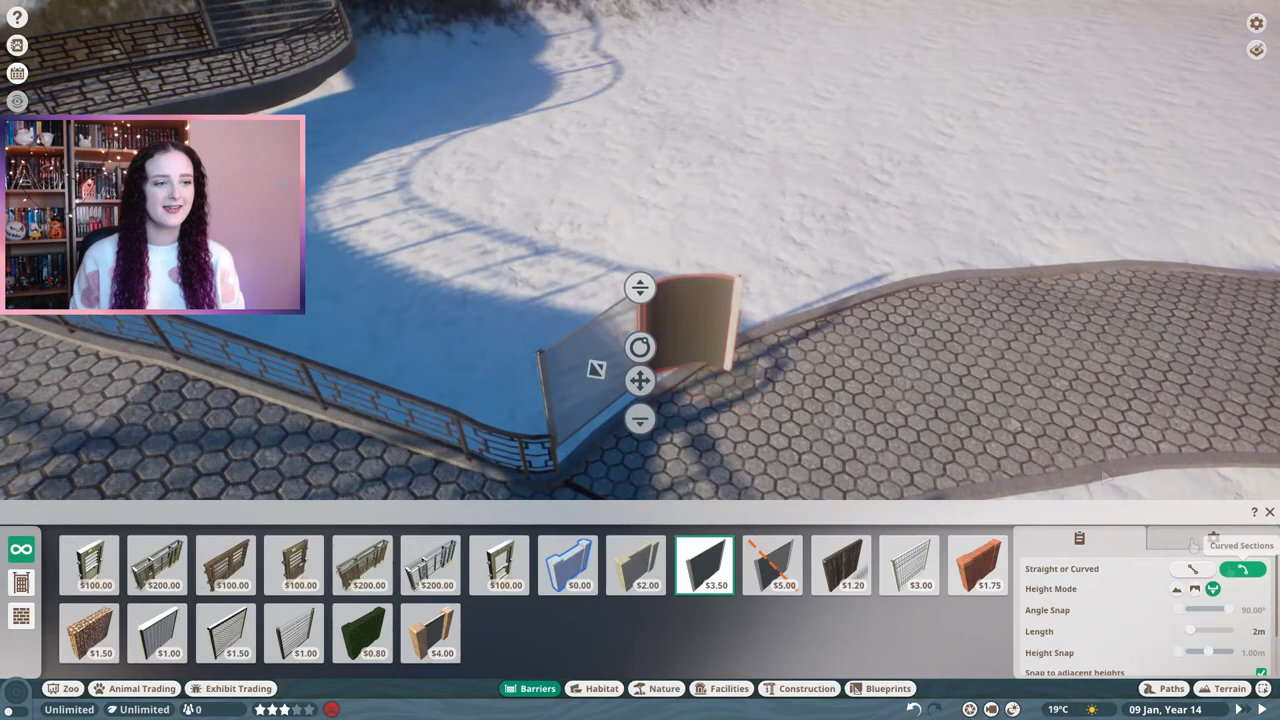 ?
? ×
$100.00 $200.00 $100.00 $100.00 $200.00 $200.00 $100.00 $0.00 $2.00 $3.50 $5.00 $1.20 $3.00 $1.75
$1.50 $1.00 $1.50 $1.00 $0.80 $4.00
Curved Sections
Straight or Curved
Height Mode
Angle Snap 90.00°
Length 2m
Height Snap 1.00m
Snap to adjacent heights
Zoo Animal Trading Exhibit Trading Barriers Habitat Nature Facilities Construction Blueprints Paths Terrain
Unlimited Unlimited 0 19°C 09 Jan, Year 14